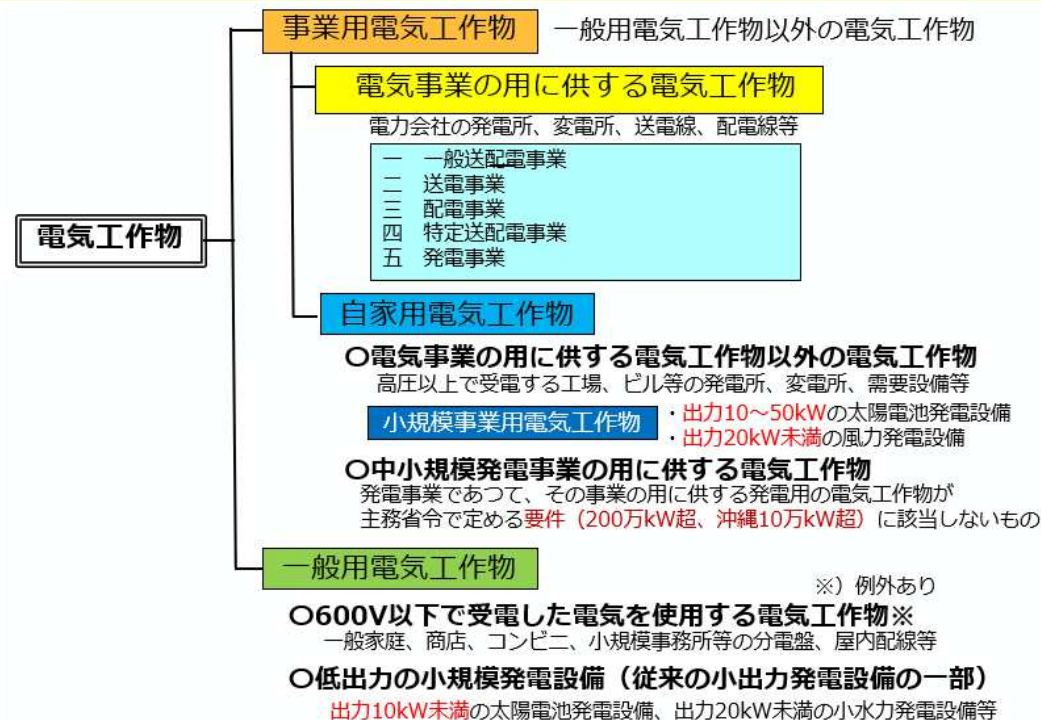 事業用電気工作物 一般用電気工作物以外の電気工作物
電気事業の用に供する電気工作物
電力会社の発電所、変電所、送電線、配電線等
一 一般送配電事業
二 送電事業
三 配電事業
四 特定送配電事業
五 発電事業
電気工作物
自家用電気工作物
〇電気事業の用に供する電気工作物以外の電気工作物
高圧以上で受電する工場、ビル等の発電所、変電所、需要設備等
小規模事業用電気工作物
・出力10～50kWの太陽電池発電設備
・出力20kW未満の風力発電設備
〇中小規模発電事業の用に供する電気工作物
発電事業であつて、その事業の用に供する発電用の電気工作物が
主務省令で定める要件（200万kW超、沖縄10万kW超）に該当しないもの
一般用電気工作物
※）例外あり
〇600V以下で受電した電気を使用する電気工作物※
一般家庭、商店、コンビニ、小規模事務所等の分電盤、屋内配線等
〇低出力の小規模発電設備（従来の小出力発電設備の一部）
出力10kW未満の太陽電池発電設備、出力20kW未満の小水力発電設備等